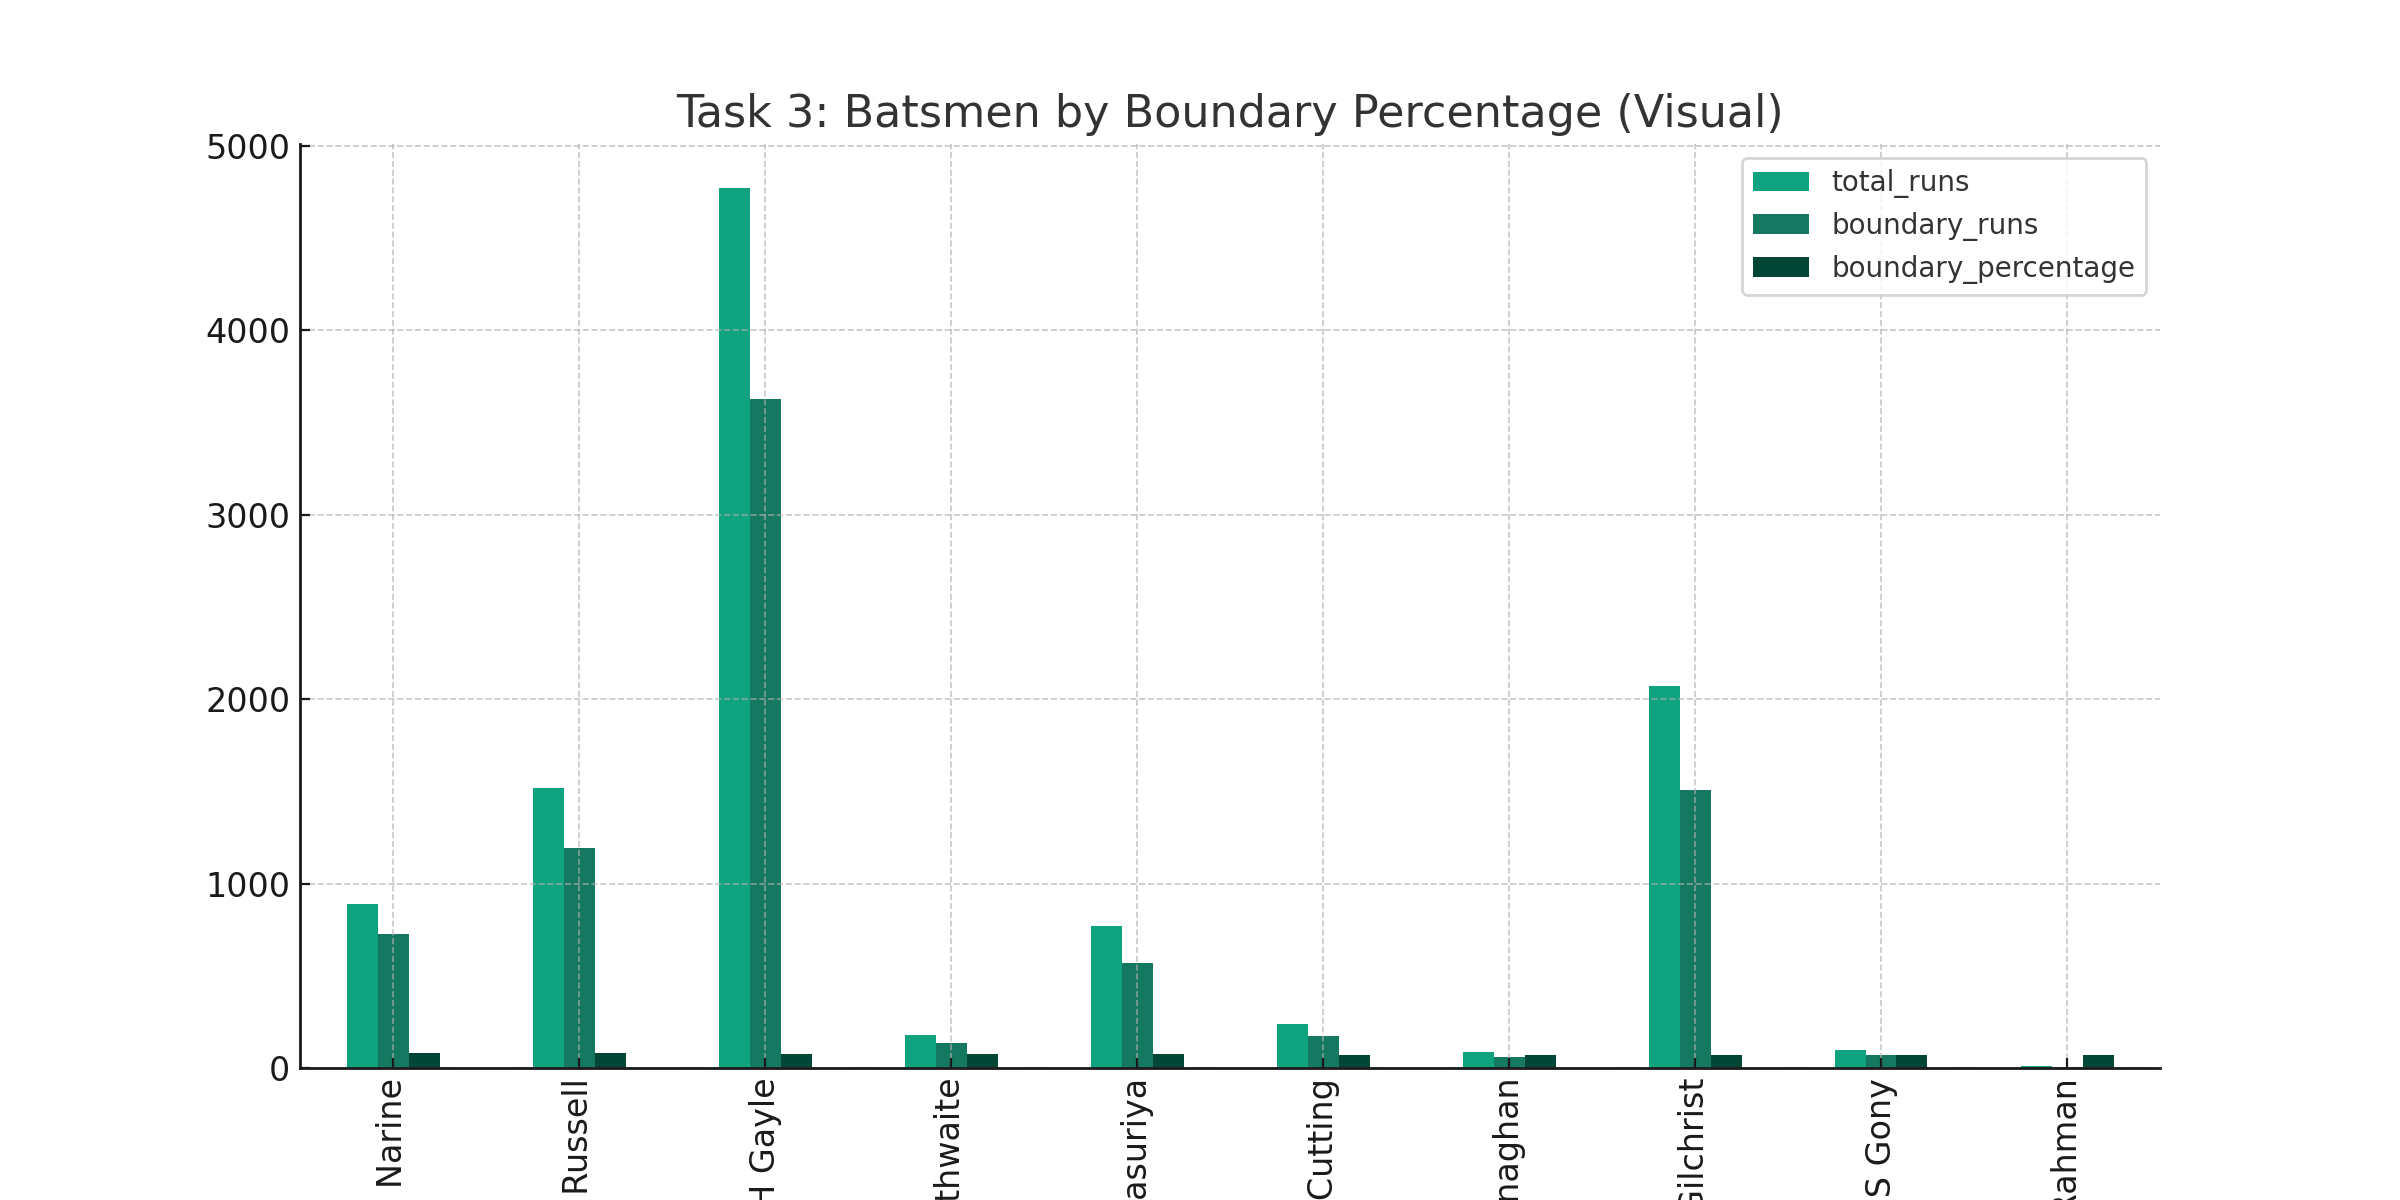 Task 3: Batsmen by Boundary Percentage (Visual)
total_runs
boundary_runs
boundary_percentage
5000
4000
3000
2000
1000
0
Narine
Russell
H Gayle
thwaite
asuriya
Cutting
naghan
Gilchrist
S Gony
Rahman